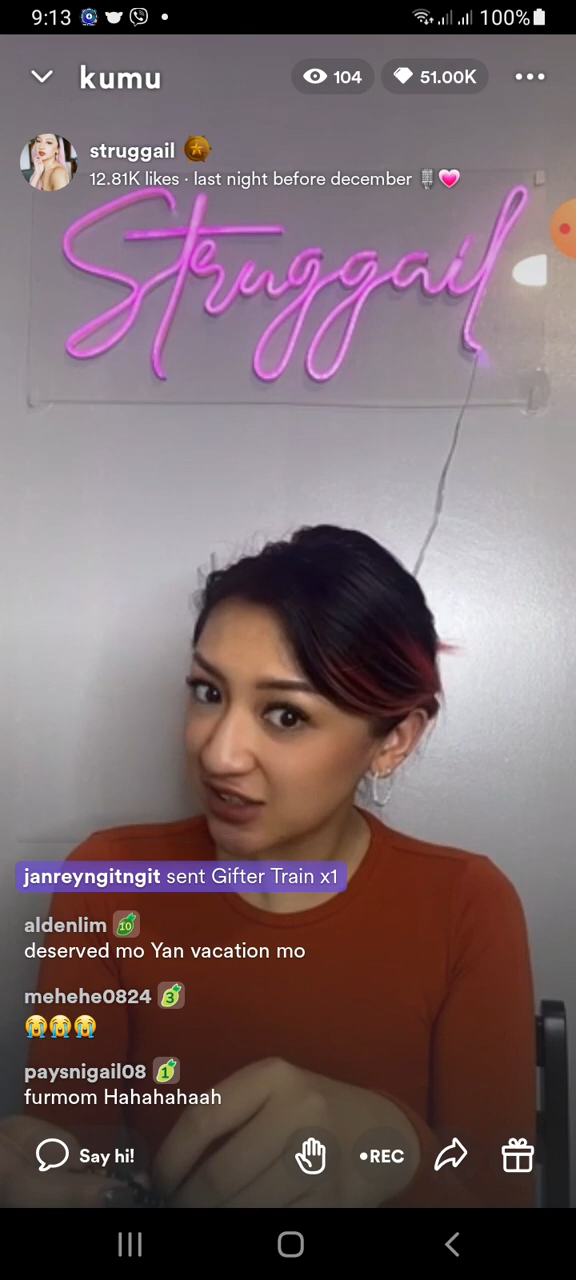 9:13
100%
kumu
104
51.00K
struggail
12.81K likes · last night before december 🎙️💗
Struggail
janreyngitngit sent Gifter Train x1
aldenlim 10
deserved mo Yan vacation mo
mehehe0824 3
😭😭😭
paysnigail08 1
furmom Hahahahaah
Say hi!
•REC